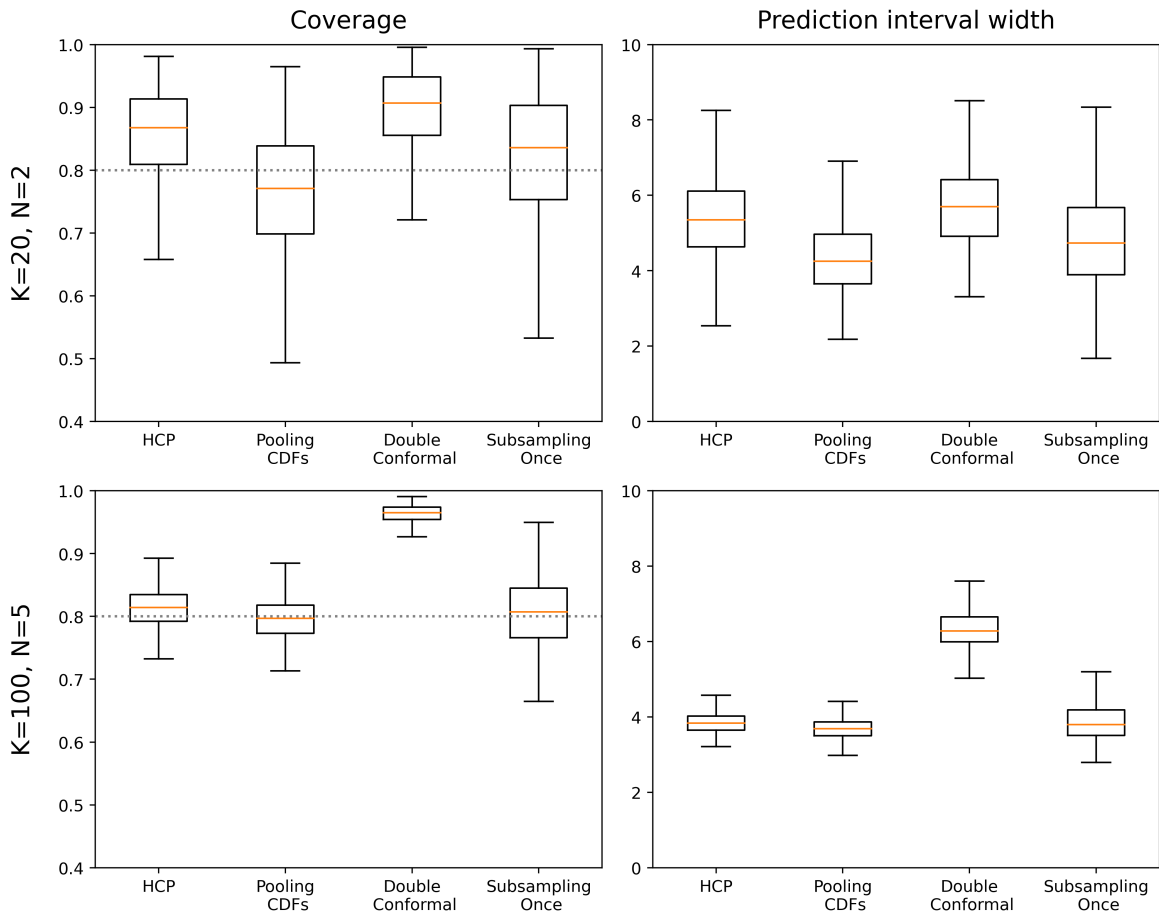 Coverage
Prediction interval width
K=20, N=2
1.0
0.9
0.8
0.7
0.6
0.5
0.4
HCP
Pooling
CDFs
Double
Conformal
Subsampling
Once
10
8
6
4
2
0
HCP
Pooling
CDFs
Double
Conformal
Subsampling
Once
K=100, N=5
1.0
0.9
0.8
0.7
0.6
0.5
0.4
HCP
Pooling
CDFs
Double
Conformal
Subsampling
Once
10
8
6
4
2
0
HCP
Pooling
CDFs
Double
Conformal
Subsampling
Once